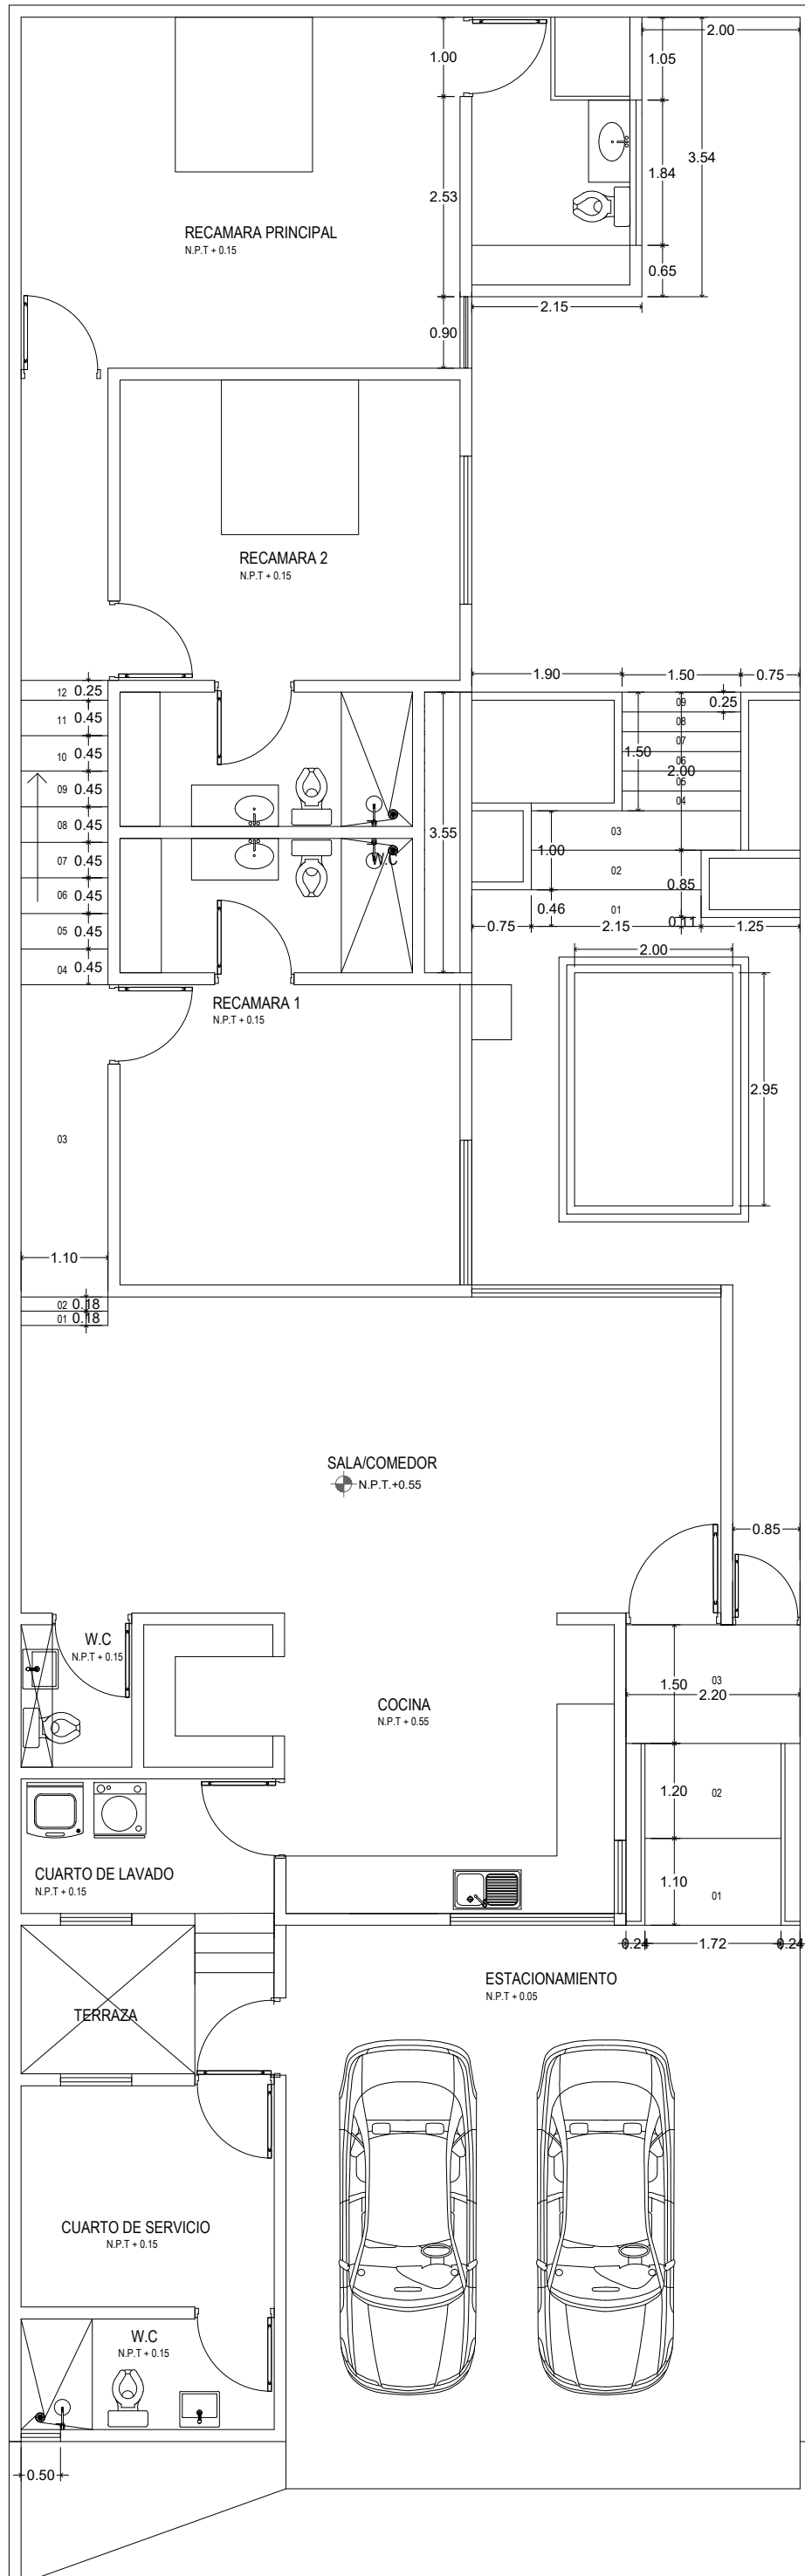 2.00
1.00
1.05
3.54
1.84
2.53
RECAMARA PRINCIPAL
N.P.T + 0.15
0.65
2.15
0.90
RECAMARA 2
N.P.T + 0.15
1.90
1.50
0.75
12 0.25
09
0.25
11 0.45
08
10 0.45
07
1.50
06
2.00
09 0.45
05
04
08 0.45
03
3.55
1.00
W.C
07 0.45
02
0.85
06 0.45
0.46
01
0.11
0.75
2.15
1.25
05 0.45
2.00
04 0.45
RECAMARA 1
N.P.T + 0.15
2.95
03
1.10
02 0.18
01 0.18
SALA/COMEDOR
N.P.T.+0.55
0.85
W.C
N.P.T + 0.15
1.50
03
2.20
COCINA
N.P.T + 0.55
1.20
02
CUARTO DE LAVADO
N.P.T + 0.15
1.10
01
0.24
1.72
0.24
ESTACIONAMIENTO
N.P.T + 0.05
TERRAZA
CUARTO DE SERVICIO
N.P.T + 0.15
W.C
N.P.T + 0.15
0.50